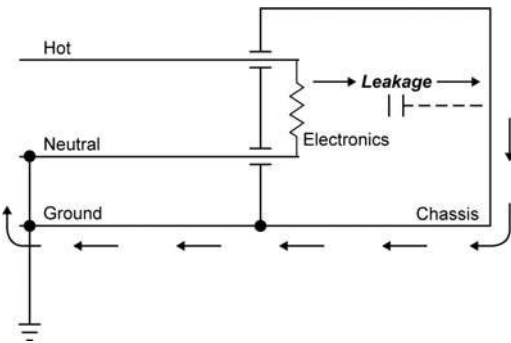 Hot
Leakage
Electronics
Neutral
Ground
Chassis